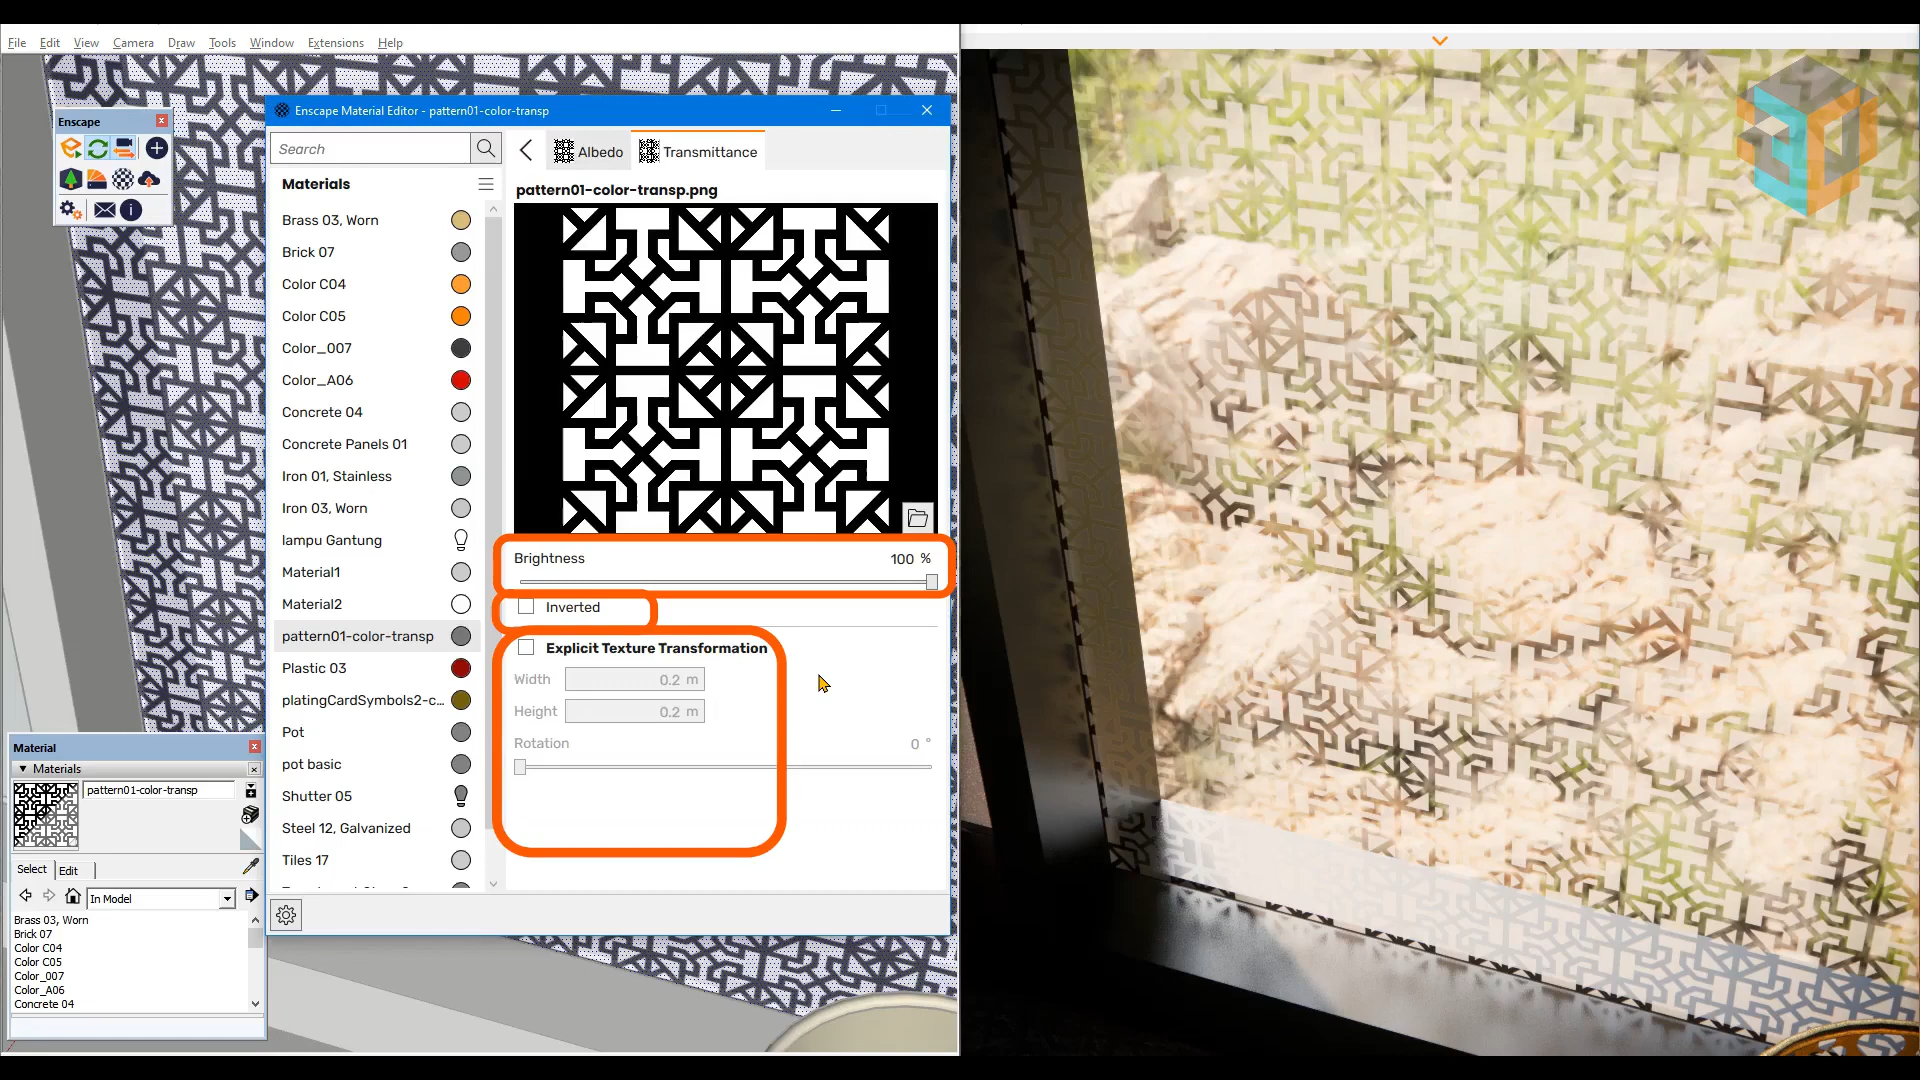 File Edit View Camera Draw Tools Window Extensions Help
Enscape
Enscape Material Editor - pattern01-color-transp
Search
Materials
Brass 03, Worn
Brick 07
Color C04
Color C05
Color_007
Color_A06
Concrete 04
Concrete Panels 01
Iron 01, Stainless
Iron 03, Worn
lampu Gantung
Material1
Material2
pattern01-color-transp
Plastic 03
platingCardSymbols2-c...
Pot
pot basic
Shutter 05
Steel 12, Galvanized
Tiles 17
Albedo
Transmittance
pattern01-color-transp.png
Brightness 100 %
Inverted
Explicit Texture Transformation
Width 0.2 m
Height 0.2 m
Rotation 0 °
Material
Materials
pattern01-color-transp
Select Edit
In Model
Brass 03, Worn
Brick 07
Color C04
Color C05
Color_007
Color_A06
Concrete 04